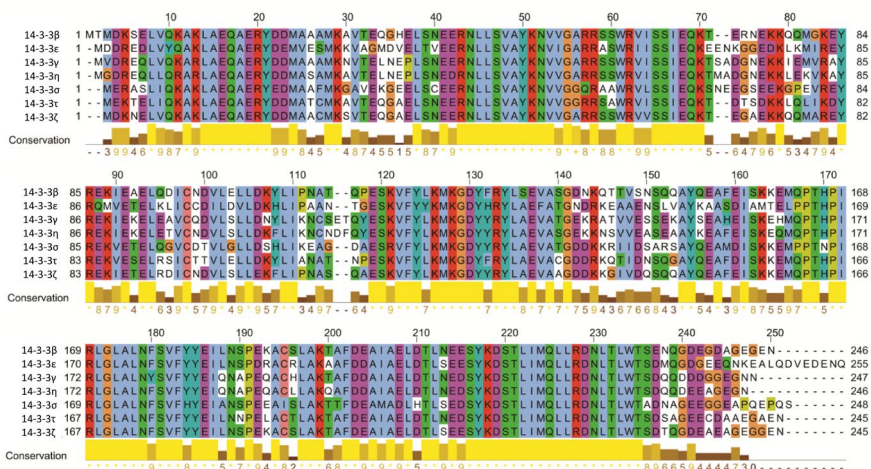 10 20 30 40 50 60 70 80
14-3-3β 1 MTMDKSELVQKAKLAEQAERYDDMAAAMKAVTEQGHELSNEERNLLSVAYKNVVGARRSSWRVISSIEQKT--ERNEKKQQMGKEY 84
14-3-3ε 1 -MDDREDLVYQAKLAEQAERYDEMVESMKKVAGMDVELTVEERNLLSVAYKNVIGARRASWRIISSIEQKEENKGGEDKLKMIREY 85
14-3-3γ 1 -MVDREQLVQKARLAEQAERYDDMAAAMKNVTELNEPLSNEERNLLSVAYKNVVGARRSSWRVISSIEQKTSADGNEKKIEMVRAY 85
14-3-3η 1 -MGDREQLLQRARLAEQAERYDDMASAMKAVTELNEPLSNEDRNLLSVAYKNVVGARRSSWRVISSIEQKTMADGNEKKLEKVKAY 85
14-3-3σ 1 --MERASLIQKAKLAEQAERYEDMAAFMKGAVEKGEELSCEERNLLSVAYKNVVGGQRAAWRVLSSIEQKSNEEGSEEKGPEVREY 84
14-3-3τ 1 --MEKTELIQKAKLAEQAERYDDMATCMKAVTEQGAELSNEERNLLSVAYKNVVGGRRSAWRVISSIEQKT--DTSDKKLQLIKDY 82
14-3-3ζ 1 --MDKNELVQKAKLAEQAERYDDMAACMKSVTEQGAELSNEERNLLSVAYKNVVGARRSSWRVVSSIEQKT--EGAEKKQQMAREY 82
Conservation
90 100 110 120 130 140 150 160 170
14-3-3β 85 REKIEAELQDICNDVLELLDKYLIPNAT--QPESKVFYLKMKGDYFRYLSEVASGDNKQTTVSNSQQAYQEAFEISKKEMQPTHPI 168
14-3-3ε 86 RQMVETELKLICCDILDVLDKHLIPAAN--TGESKVFYYKMKGDYHRYLAEFATGNDRKEAAENSLVAYKAASDIAMTELPPTHPI 169
14-3-3γ 86 REKIEKELEAVCQDVLSLLDNYLIKNCSETQYESKVFYLKMKGDYYRYLAEVATGEKRATVVESSEKAYSEAHEISKEHMQPTHPI 171
14-3-3η 86 REKIEKELETVCNDVLSLLDKFLIKNCNDFQYESKVFYLKMKGDYYRYLAEVASGEKKNSVVEASEAAYKEAFEISKEQMQPTHPI 171
14-3-3σ 85 REKVETELQGVCDTVLGLLDSHLIKEAG--DAESRVFYLKMKGDYYRYLAEVATGDDKKRIIDSARSAYQEAMDISKKEMPPTNPI 168
14-3-3τ 83 REKVESELRSICTTVLELLDKYLIANAT--NPESKVFYLKMKGDYFRYLAEVACGDDRKQTIDNSQGAYQEAFDISKKEMQPTHPI 166
14-3-3ζ 83 REKIETELRDICNDVLSLLEKFLIPNAS--QAESKVFYLKMKGDYYRYLAEVAAGDDKKGIVDQSQQAYQEAFEISKKEMQPTHPI 166
Conservation
180 190 200 210 220 230 240 250
14-3-3β 169 RLGLALNFSVFYYEILNSPEKACSLAKTAFDEAIAELDTLNEESYKDSTLIMQLLRDNLTLWTSENQGDEGDAGEGEN--------- 246
14-3-3ε 170 RLGLALNFSVFYYEILNSPDRACRLAKAAFDDAIAELDTLSEESYKDSTLIMQLLRDNLTLWTSDMQGDGEEQNKEALQDVEDENQ 255
14-3-3γ 172 RLGLALNYSVFYYEIQNAPEQACHLAKTAFDDAIAELDTLNEDSYKDSTLIMQLLRDNLTLWTSDQQDDDGGEGNN---------- 247
14-3-3η 172 RLGLALNFSVFYYEIQNAPEQACLLAKQAFDDAIAELDTLNEDSYKDSTLIMQLLRDNLTLWTSDQQDEEAGEGN----------- 246
14-3-3σ 169 RLGLALNFSVFHYEIANSPEEAISLAKTTFDEAMADLHTLSEDSYKDSTLIMQLLRDNLTLWTADNAGEEGGEAPQEPQS------- 248
14-3-3τ 167 RLGLALNFSVFYYEILNNPELACTLAKTAFDEAIAELDTLNEDSYKDSTLIMQLLRDNLTLWTSDSAGEECDAAEGAEN-------- 245
14-3-3ζ 167 RLGLALNFSVFYYEILNSPEKACSLAKTAFDEAIAELDTLSEESYKDSTLIMQLLRDNLTLWTSDTQGDEAEAGEGGEN-------- 245
Conservation